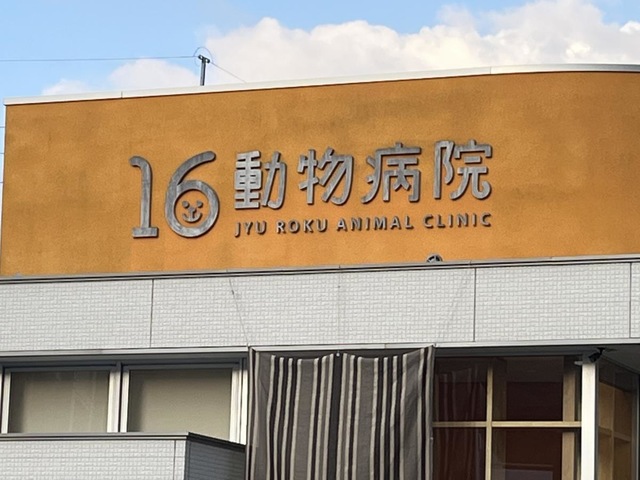 16動物病院
JYU ROKU ANIMAL CLINIC